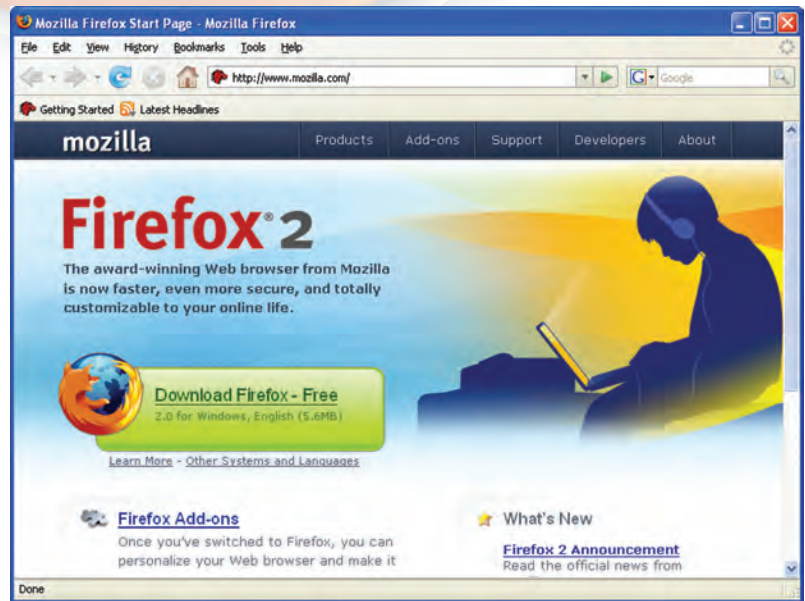 Mozilla Firefox Start Page - Mozilla Firefox
File Edit View History Bookmarks Tools Help
http://www.mozilla.com/ G Google
Getting Started Latest Headlines
mozilla Products Add-ons Support Developers About
Firefox® 2
The award-winning Web browser from Mozilla
is now faster, even more secure, and totally
customizable to your online life.
Download Firefox - Free
2.0 for Windows, English (5.6MB)
Learn More - Other Systems and Languages
Firefox Add-ons
Once you've switched to Firefox, you can
personalize your Web browser and make it
What's New
Firefox 2 Announcement
Read the official news from
Done